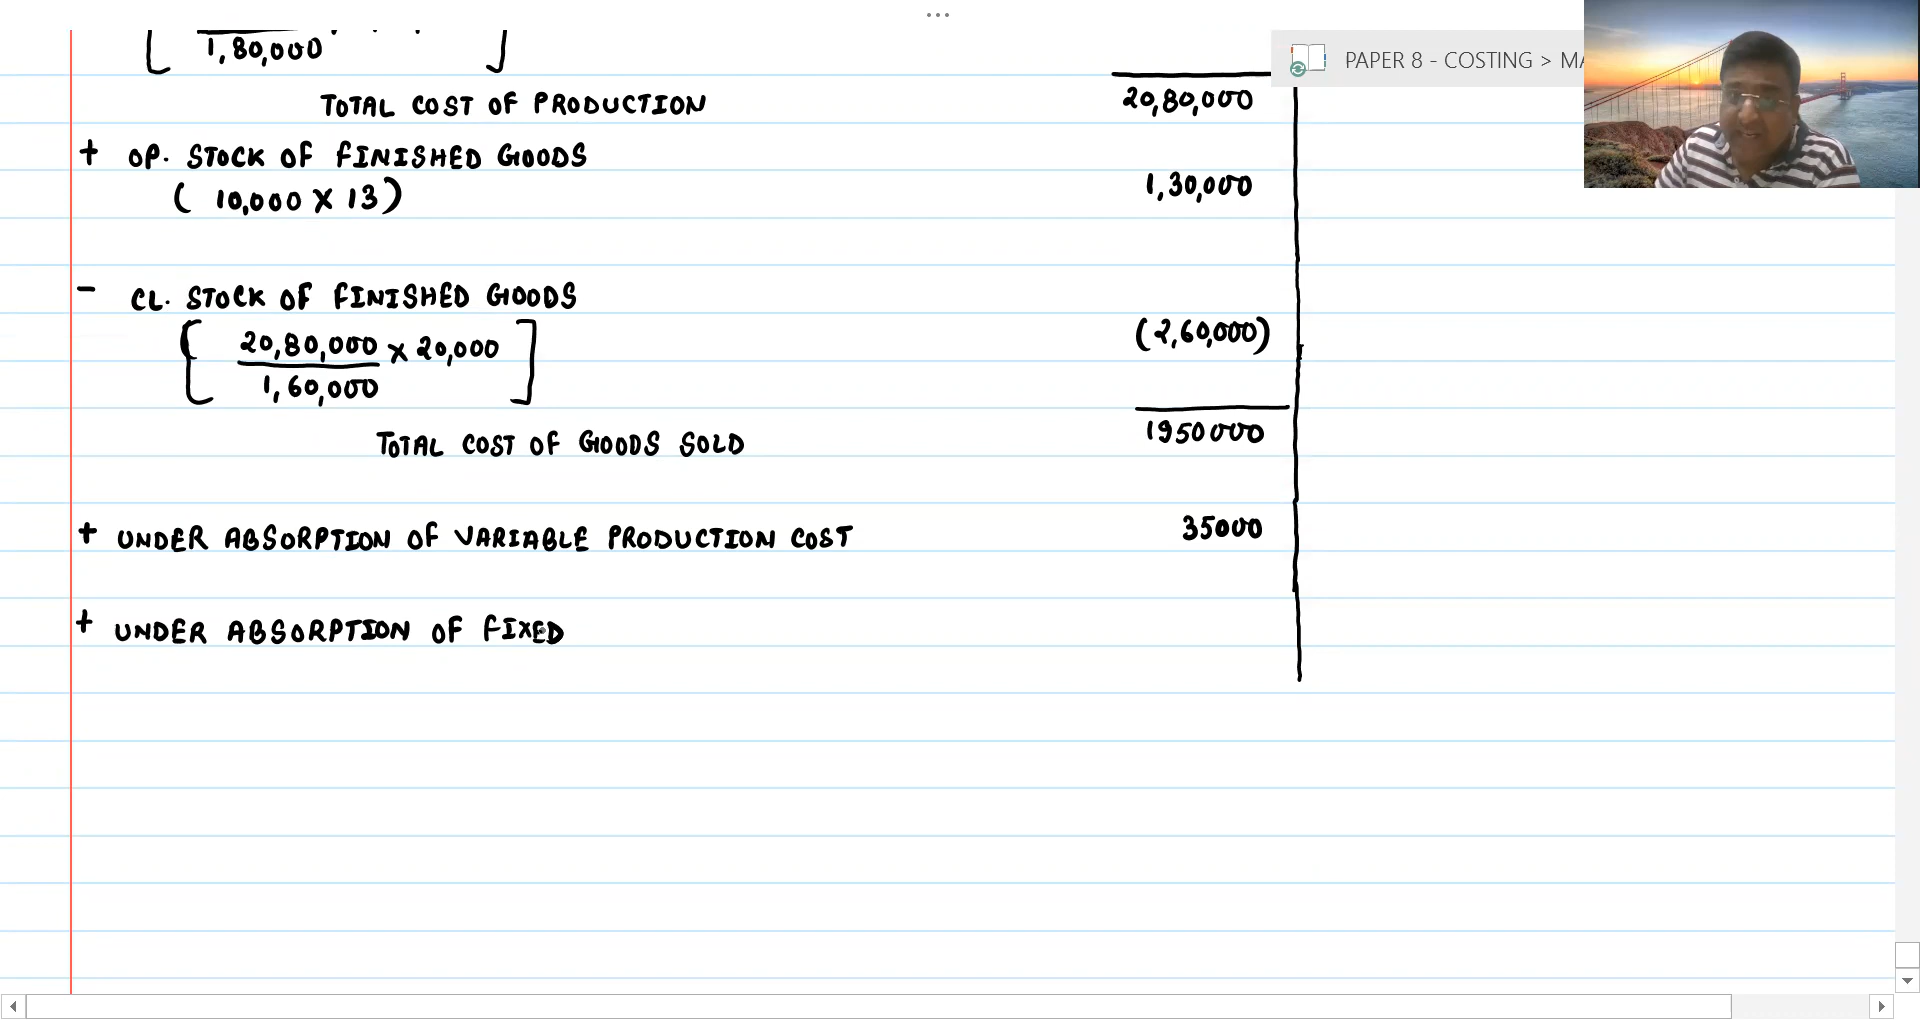 ...
1,80,000
PAPER 8 - COSTING > MA
TOTAL COST OF PRODUCTION 20,80,000
+ OP. STOCK OF FINISHED GOODS
( 10,000 X 13) 1,30,000
- CL. STOCK OF FINISHED GOODS
[ 20,80,000 X 20,000 ] (2,60,000)
1,60,000
TOTAL COST OF GOODS SOLD 1950000
+ UNDER ABSORPTION OF VARIABLE PRODUCTION COST 35000
+ UNDER ABSORPTION OF FIXED